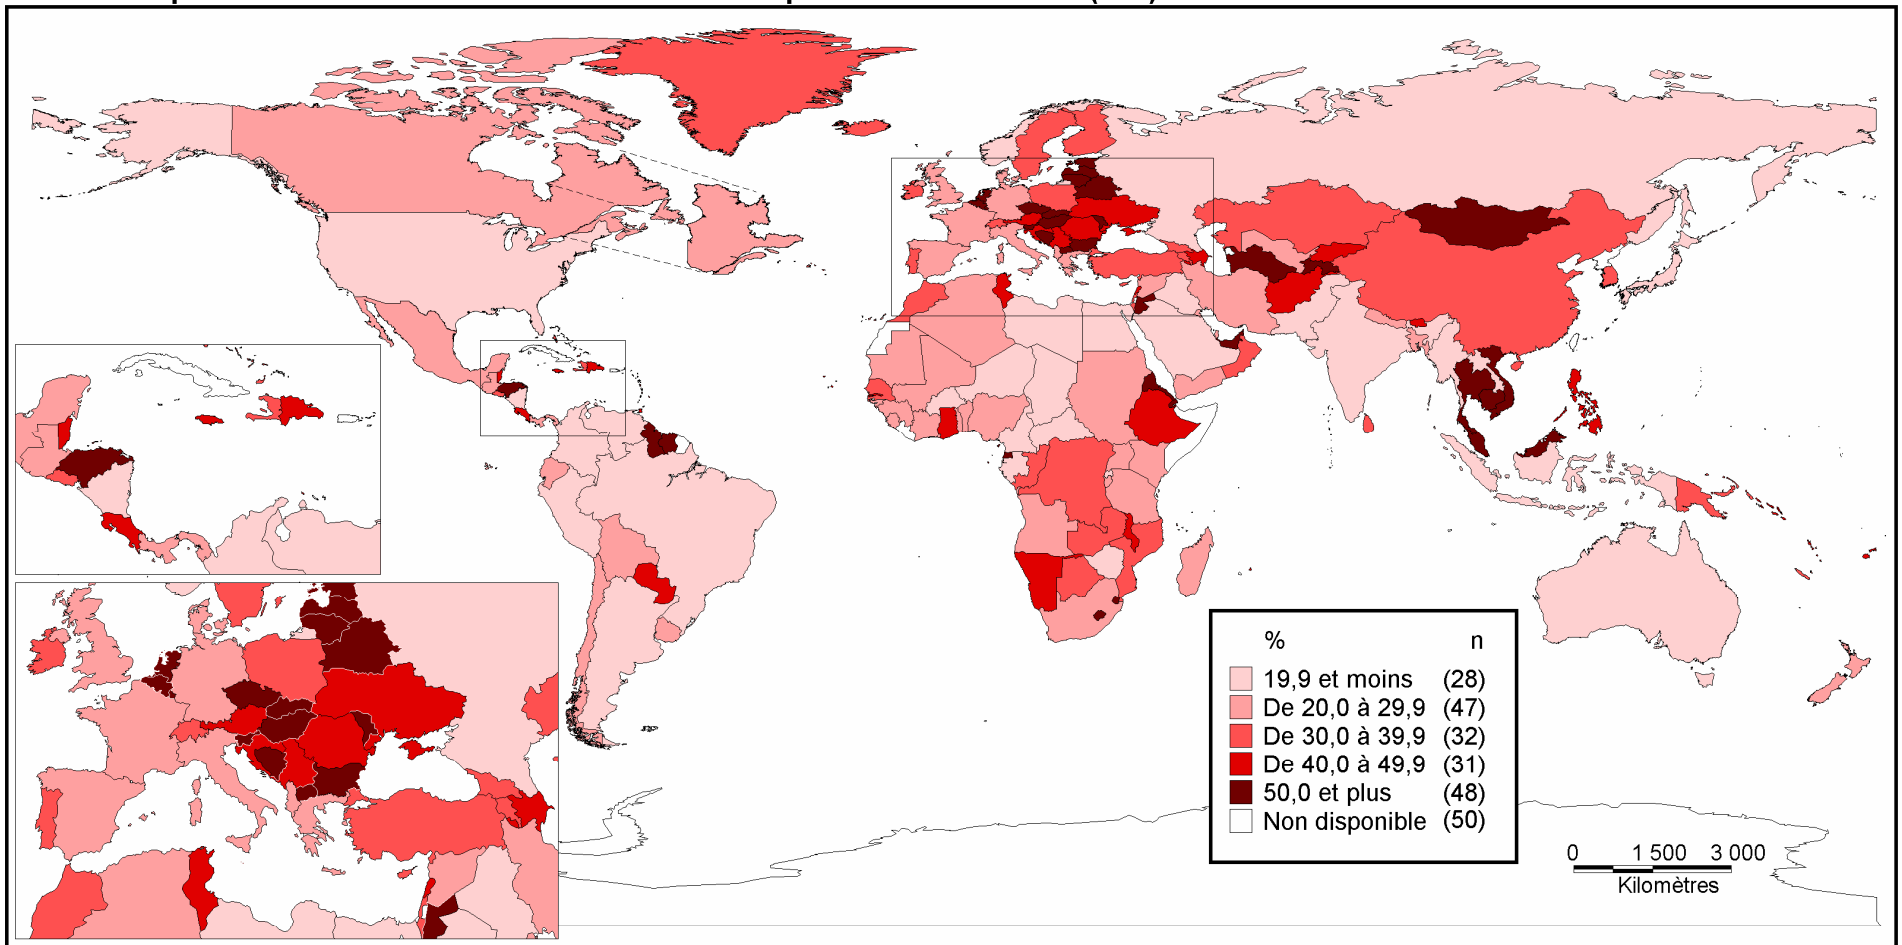 % n
19,9 et moins (28)
De 20,0 à 29,9 (47)
De 30,0 à 39,9 (32)
De 40,0 à 49,9 (31)
50,0 et plus (48)
Non disponible (50)
0 1 500 3 000
Kilomètres